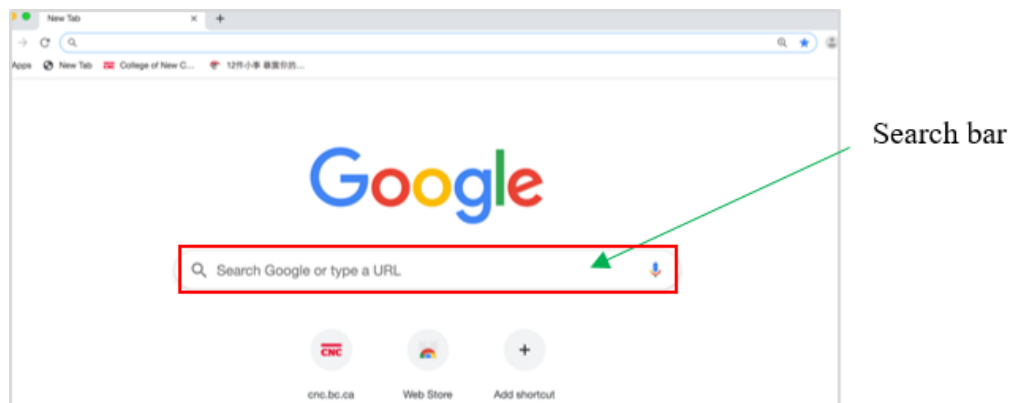 New Tab
Apps New Tab College of New C... 12件小事 暴露你的...
Search bar
Google
Search Google or type a URL
CNC
cnc.bc.ca Web Store Add shortcut